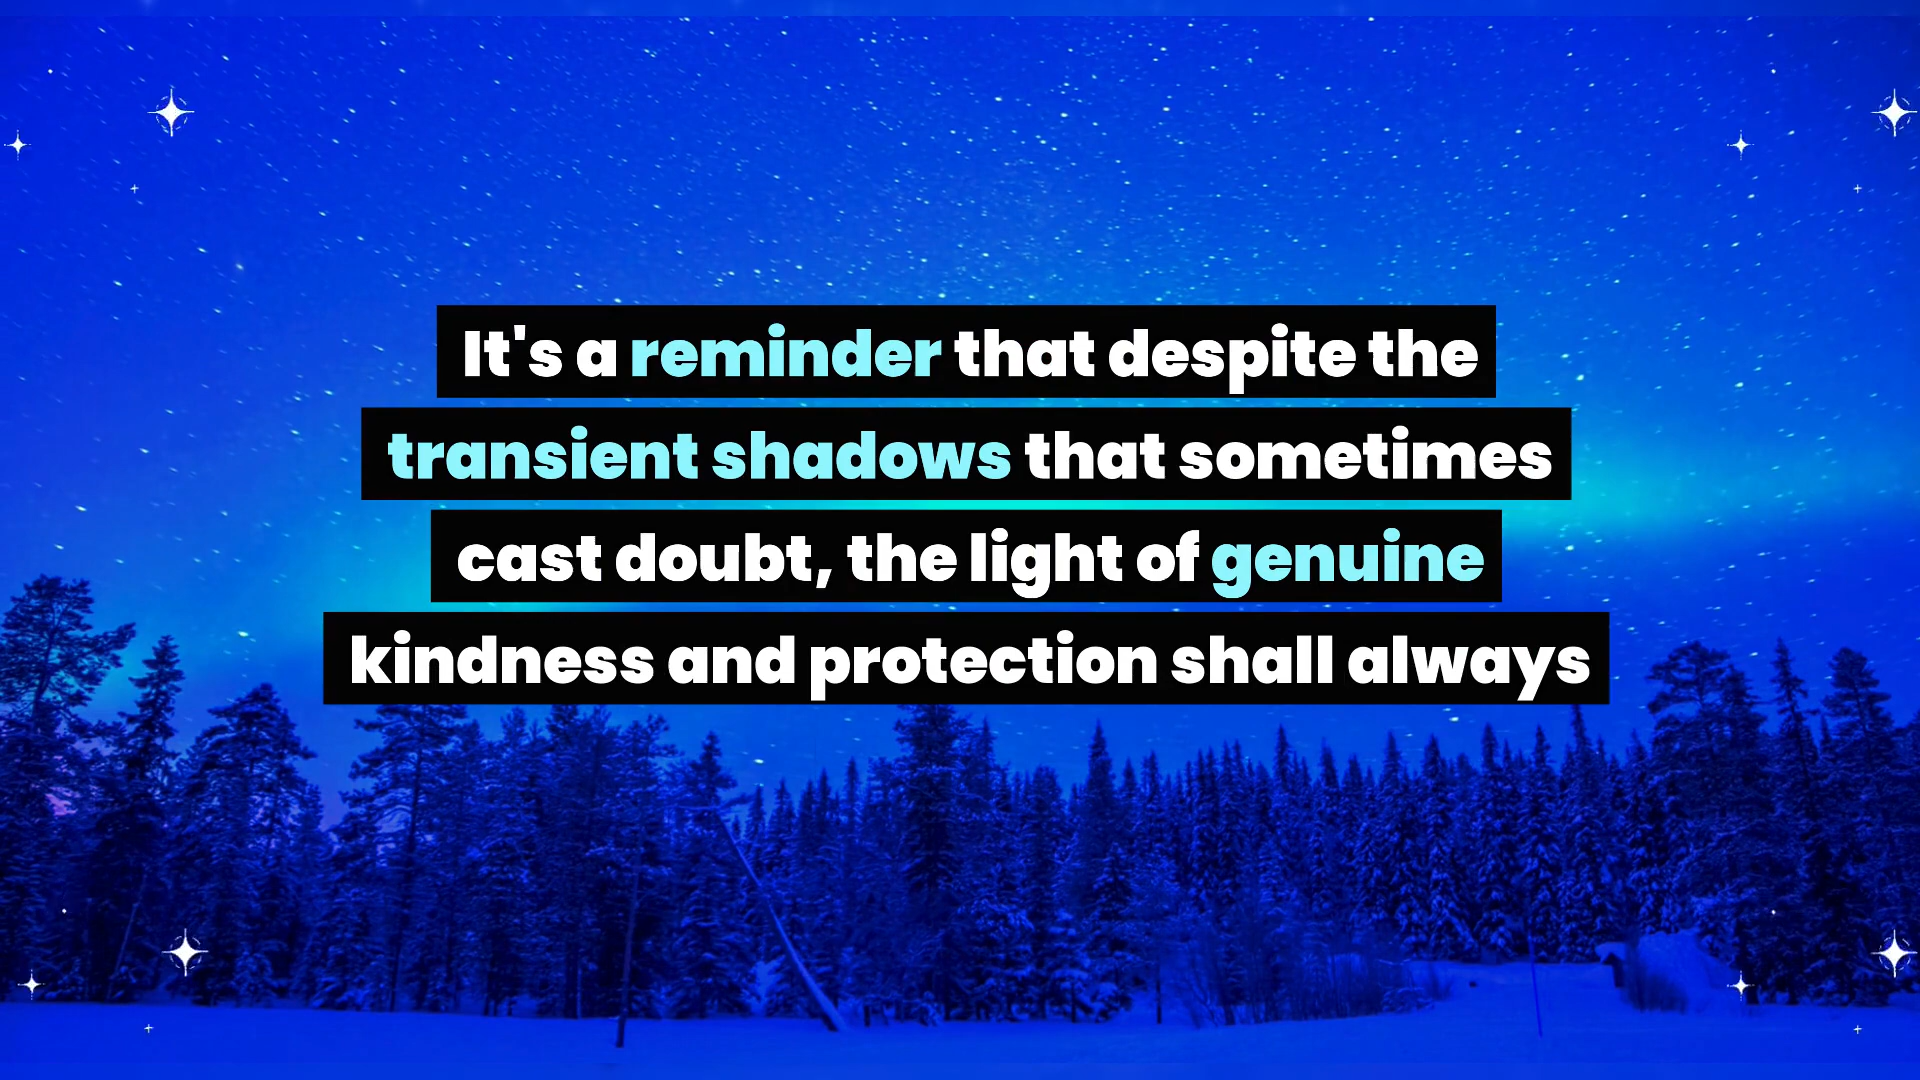 It's a reminder that despite the
transient shadows that sometimes
cast doubt, the light of genuine
kindness and protection shall always